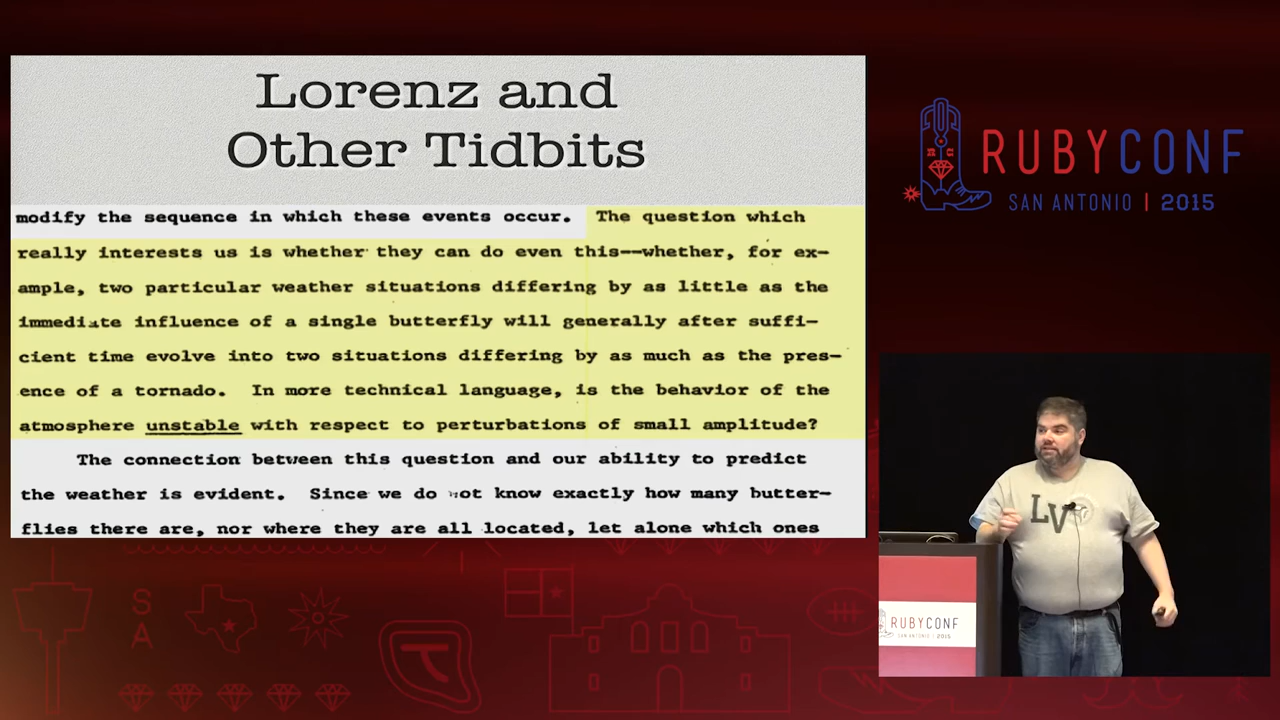 Lorenz and
Other Tidbits
modify the sequence in which these events occur. The question which
really interests us is whether they can do even this--whether, for ex-
ample, two particular weather situations differing by as little as the
immediate influence of a single butterfly will generally after suffi-
cient time evolve into two situations differing by as much as the pres-
ence of a tornado. In more technical language, is the behavior of the
atmosphere unstable with respect to perturbations of small amplitude?
The connection between this question and our ability to predict
the weather is evident. Since we do not know exactly how many butter-
flies there are, nor where they are all located, let alone which ones
RUBYCONF
SAN ANTONIO | 2015
LV
RUBYCONF
SAN ANTONIO | 2015
S
A